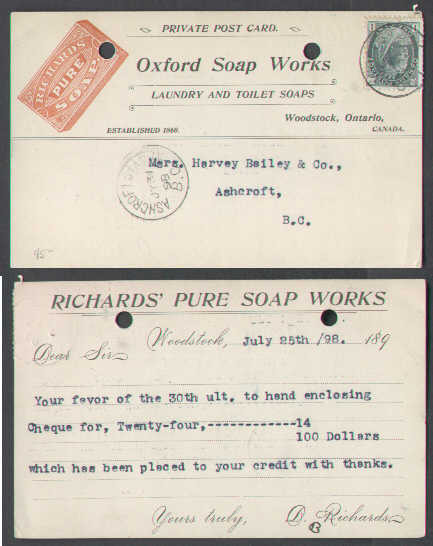 PRIVATE POST CARD.
RICHARDS'
PURE
SOAP
Oxford Soap Works
LAUNDRY AND TOILET SOAPS
Woodstock, Ontario,
CANADA.
ESTABLISHED 1860.
Mers. Harvey Bailey & Co.,
Ashcroft,
B.C.
ASHCROFT STATION
98
B.C.
RICHARDS' PURE SOAP WORKS
Woodstock, July 25th /98. 189
Dear Sir
Your favor of the 30th ult. to hand enclosing
Cheque for, Twenty-four,------------14
100 Dollars
which has been placed to your credit with thanks.
Yours truly, D. Richards